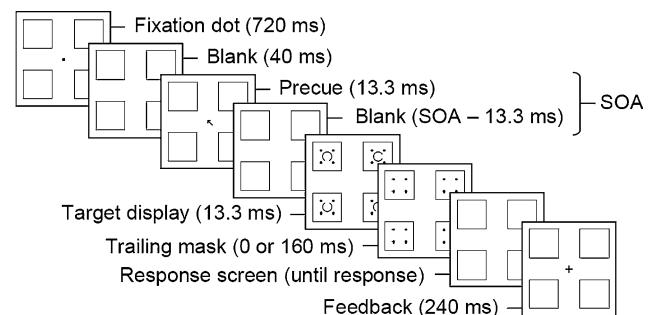 Fixation dot (720 ms)
Blank (40 ms)
Precue (13.3 ms)
Blank (SOA – 13.3 ms)
SOA
Target display (13.3 ms)
Trailing mask (0 or 160 ms)
Response screen (until response)
Feedback (240 ms)